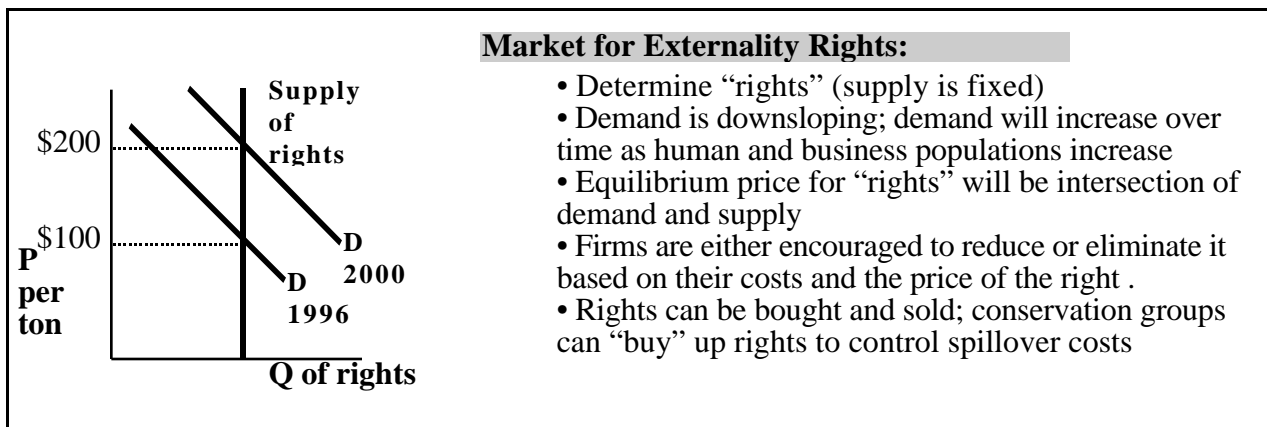 Market for Externality Rights:
• Determine “rights” (supply is fixed)
• Demand is downsloping; demand will increase over
time as human and business populations increase
• Equilibrium price for “rights” will be intersection of
demand and supply
• Firms are either encouraged to reduce or eliminate it
based on their costs and the price of the right .
• Rights can be bought and sold; conservation groups
can “buy” up rights to control spillover costs
Supply
of
rights
$200
$100
P
per
ton
D
2000
D
1996
Q of rights